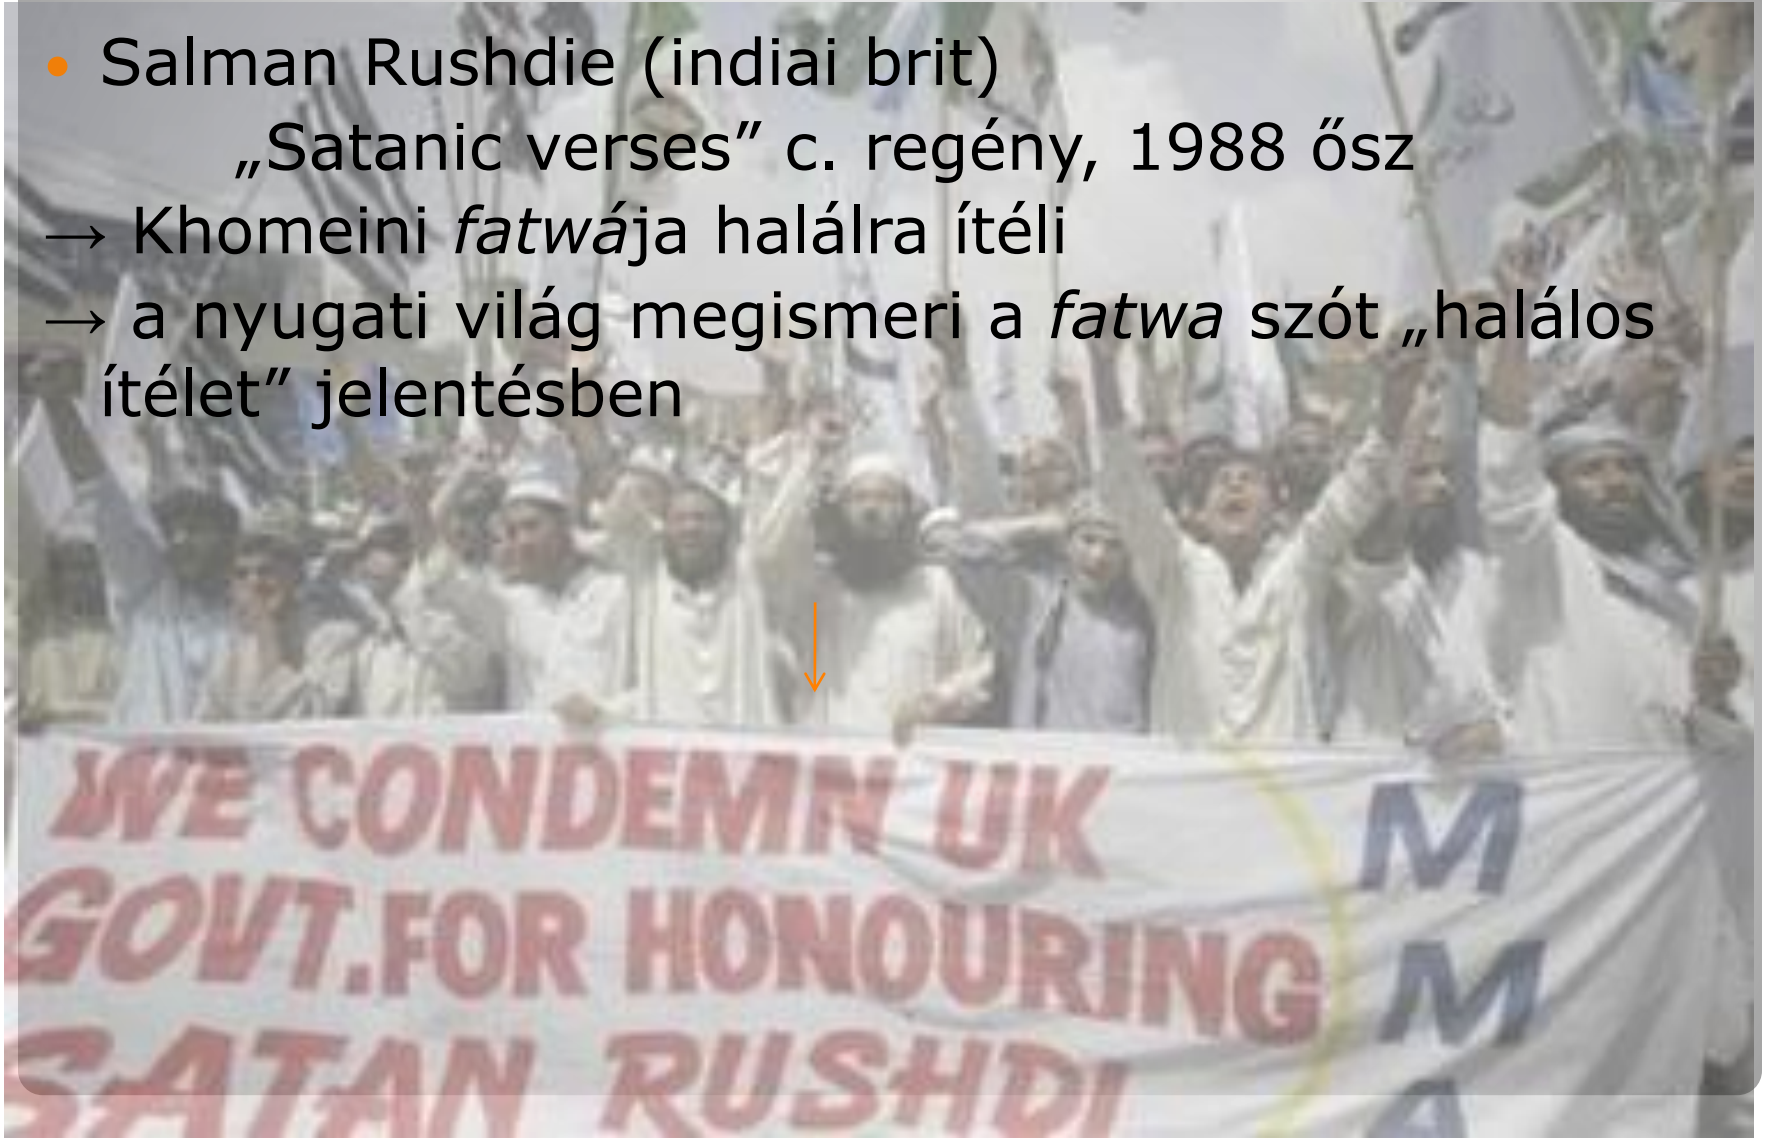 • Salman Rushdie (indiai brit)
„Satanic verses” c. regény, 1988 ősz
→ Khomeini fatwája halálra ítéli
→ a nyugati világ megismeri a fatwa szót „halálos
ítélet” jelentésben
WE CONDEMN UK
GOVT.FOR HONOURING
SATAN RUSHDI
M
M
A